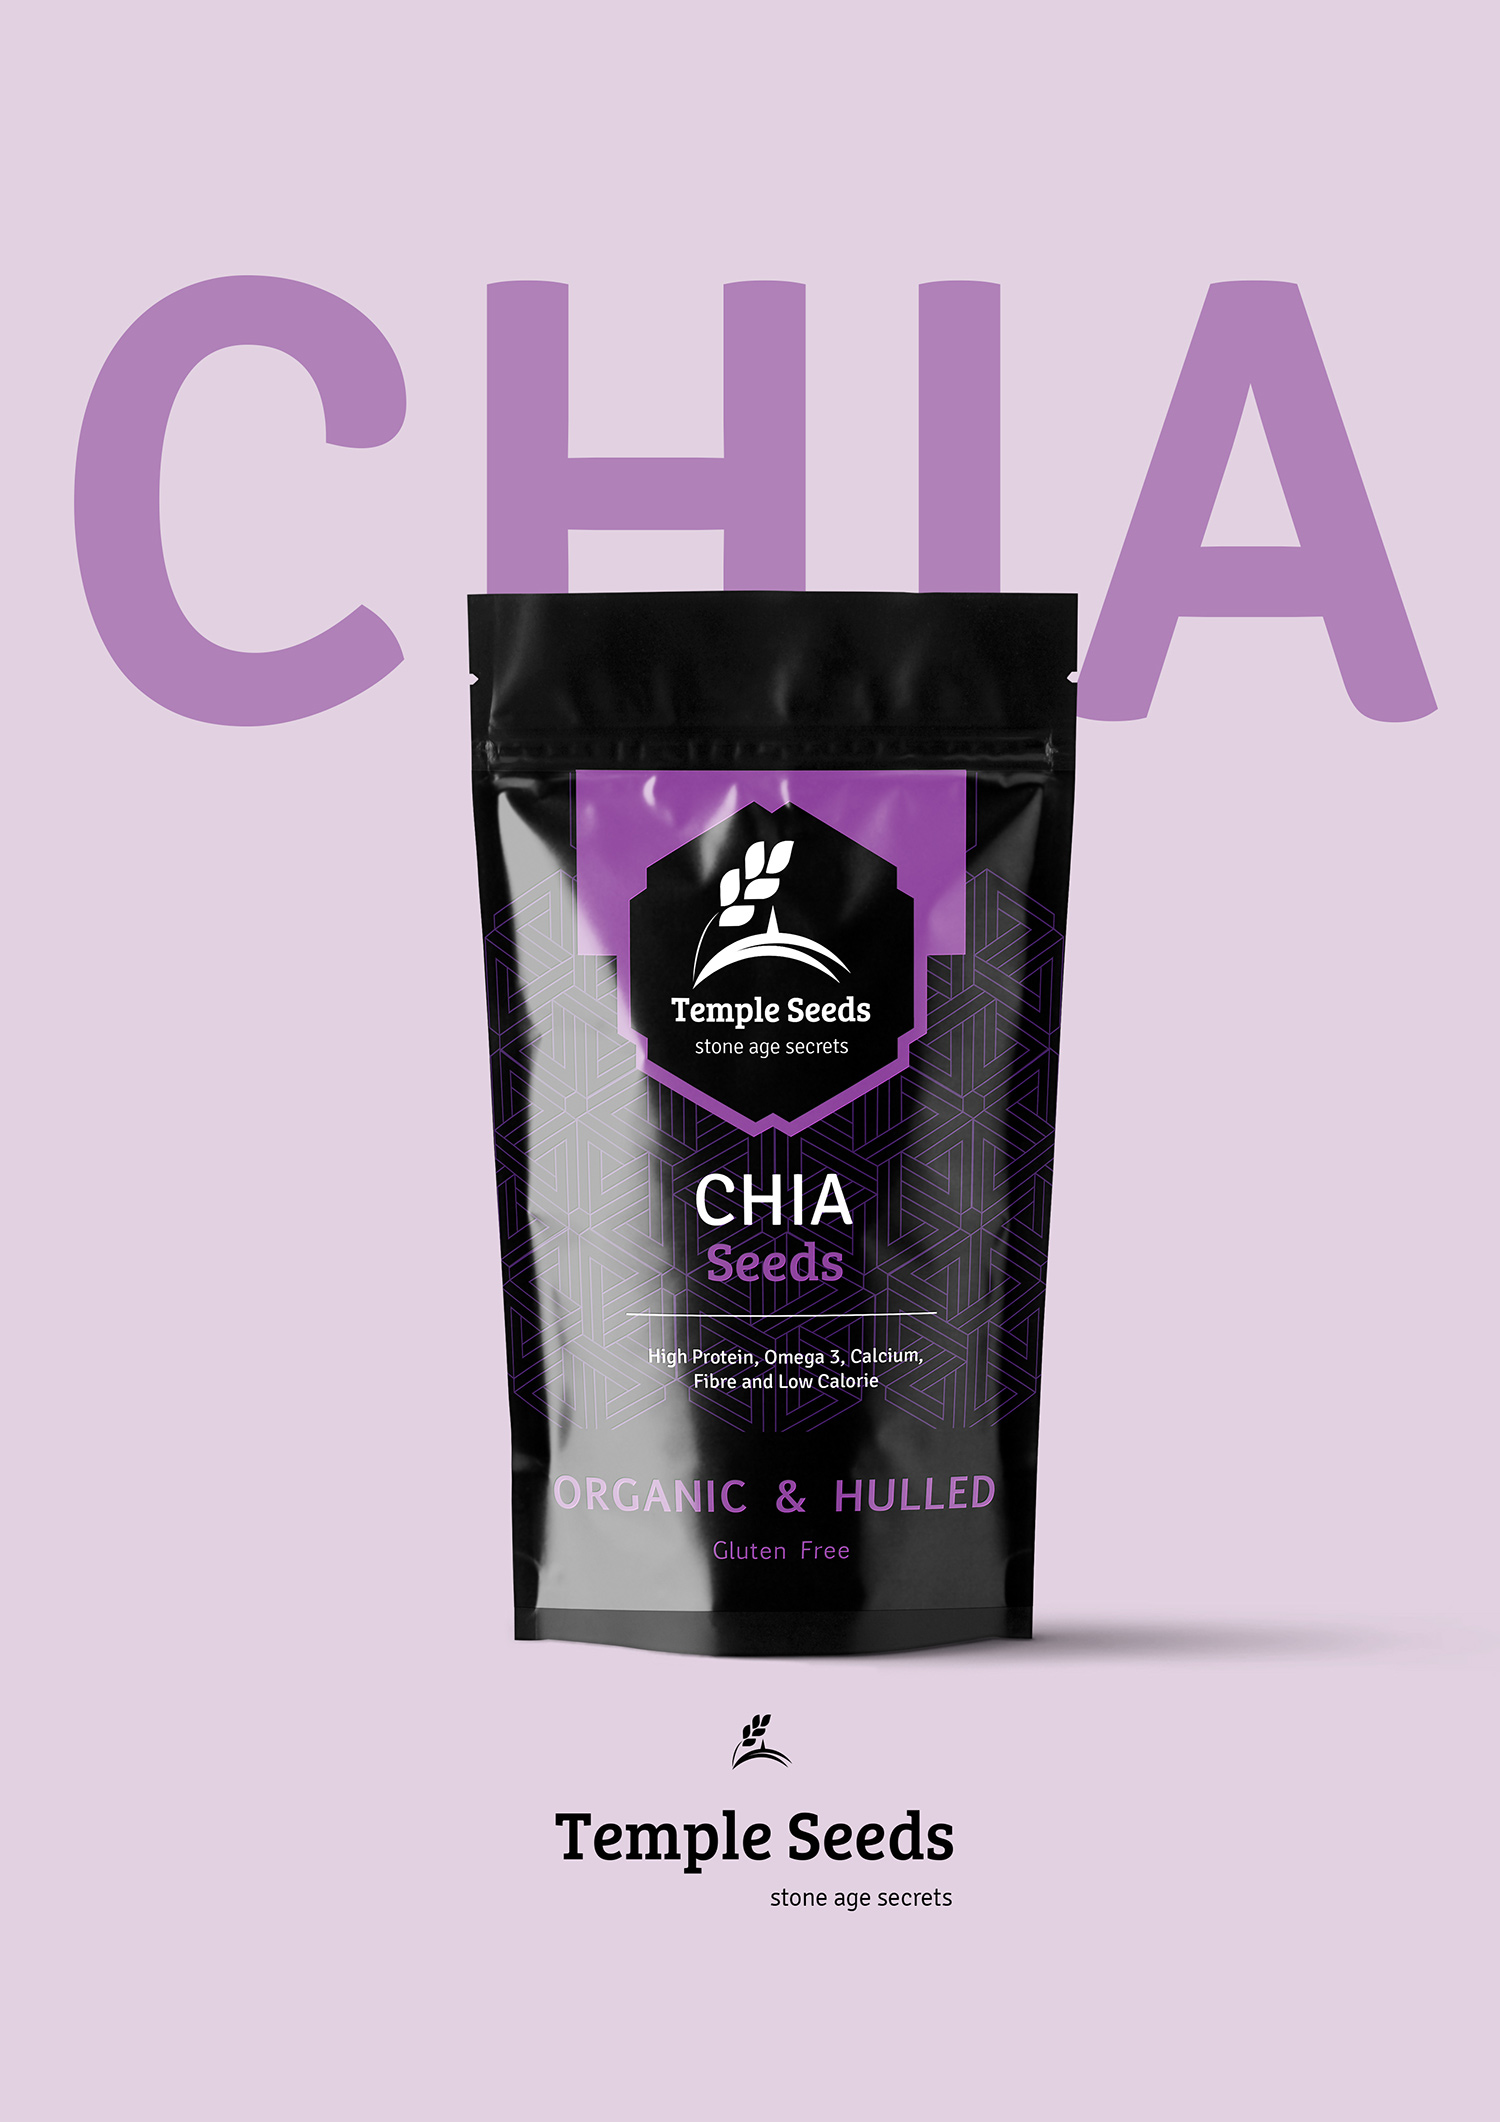 CHIA
Temple Seeds
stone age secrets
CHIA
Seeds
High Protein, Omega 3, Calcium,
Fibre and Low Calorie
ORGANIC & HULLED
Gluten Free
Temple Seeds
stone age secrets